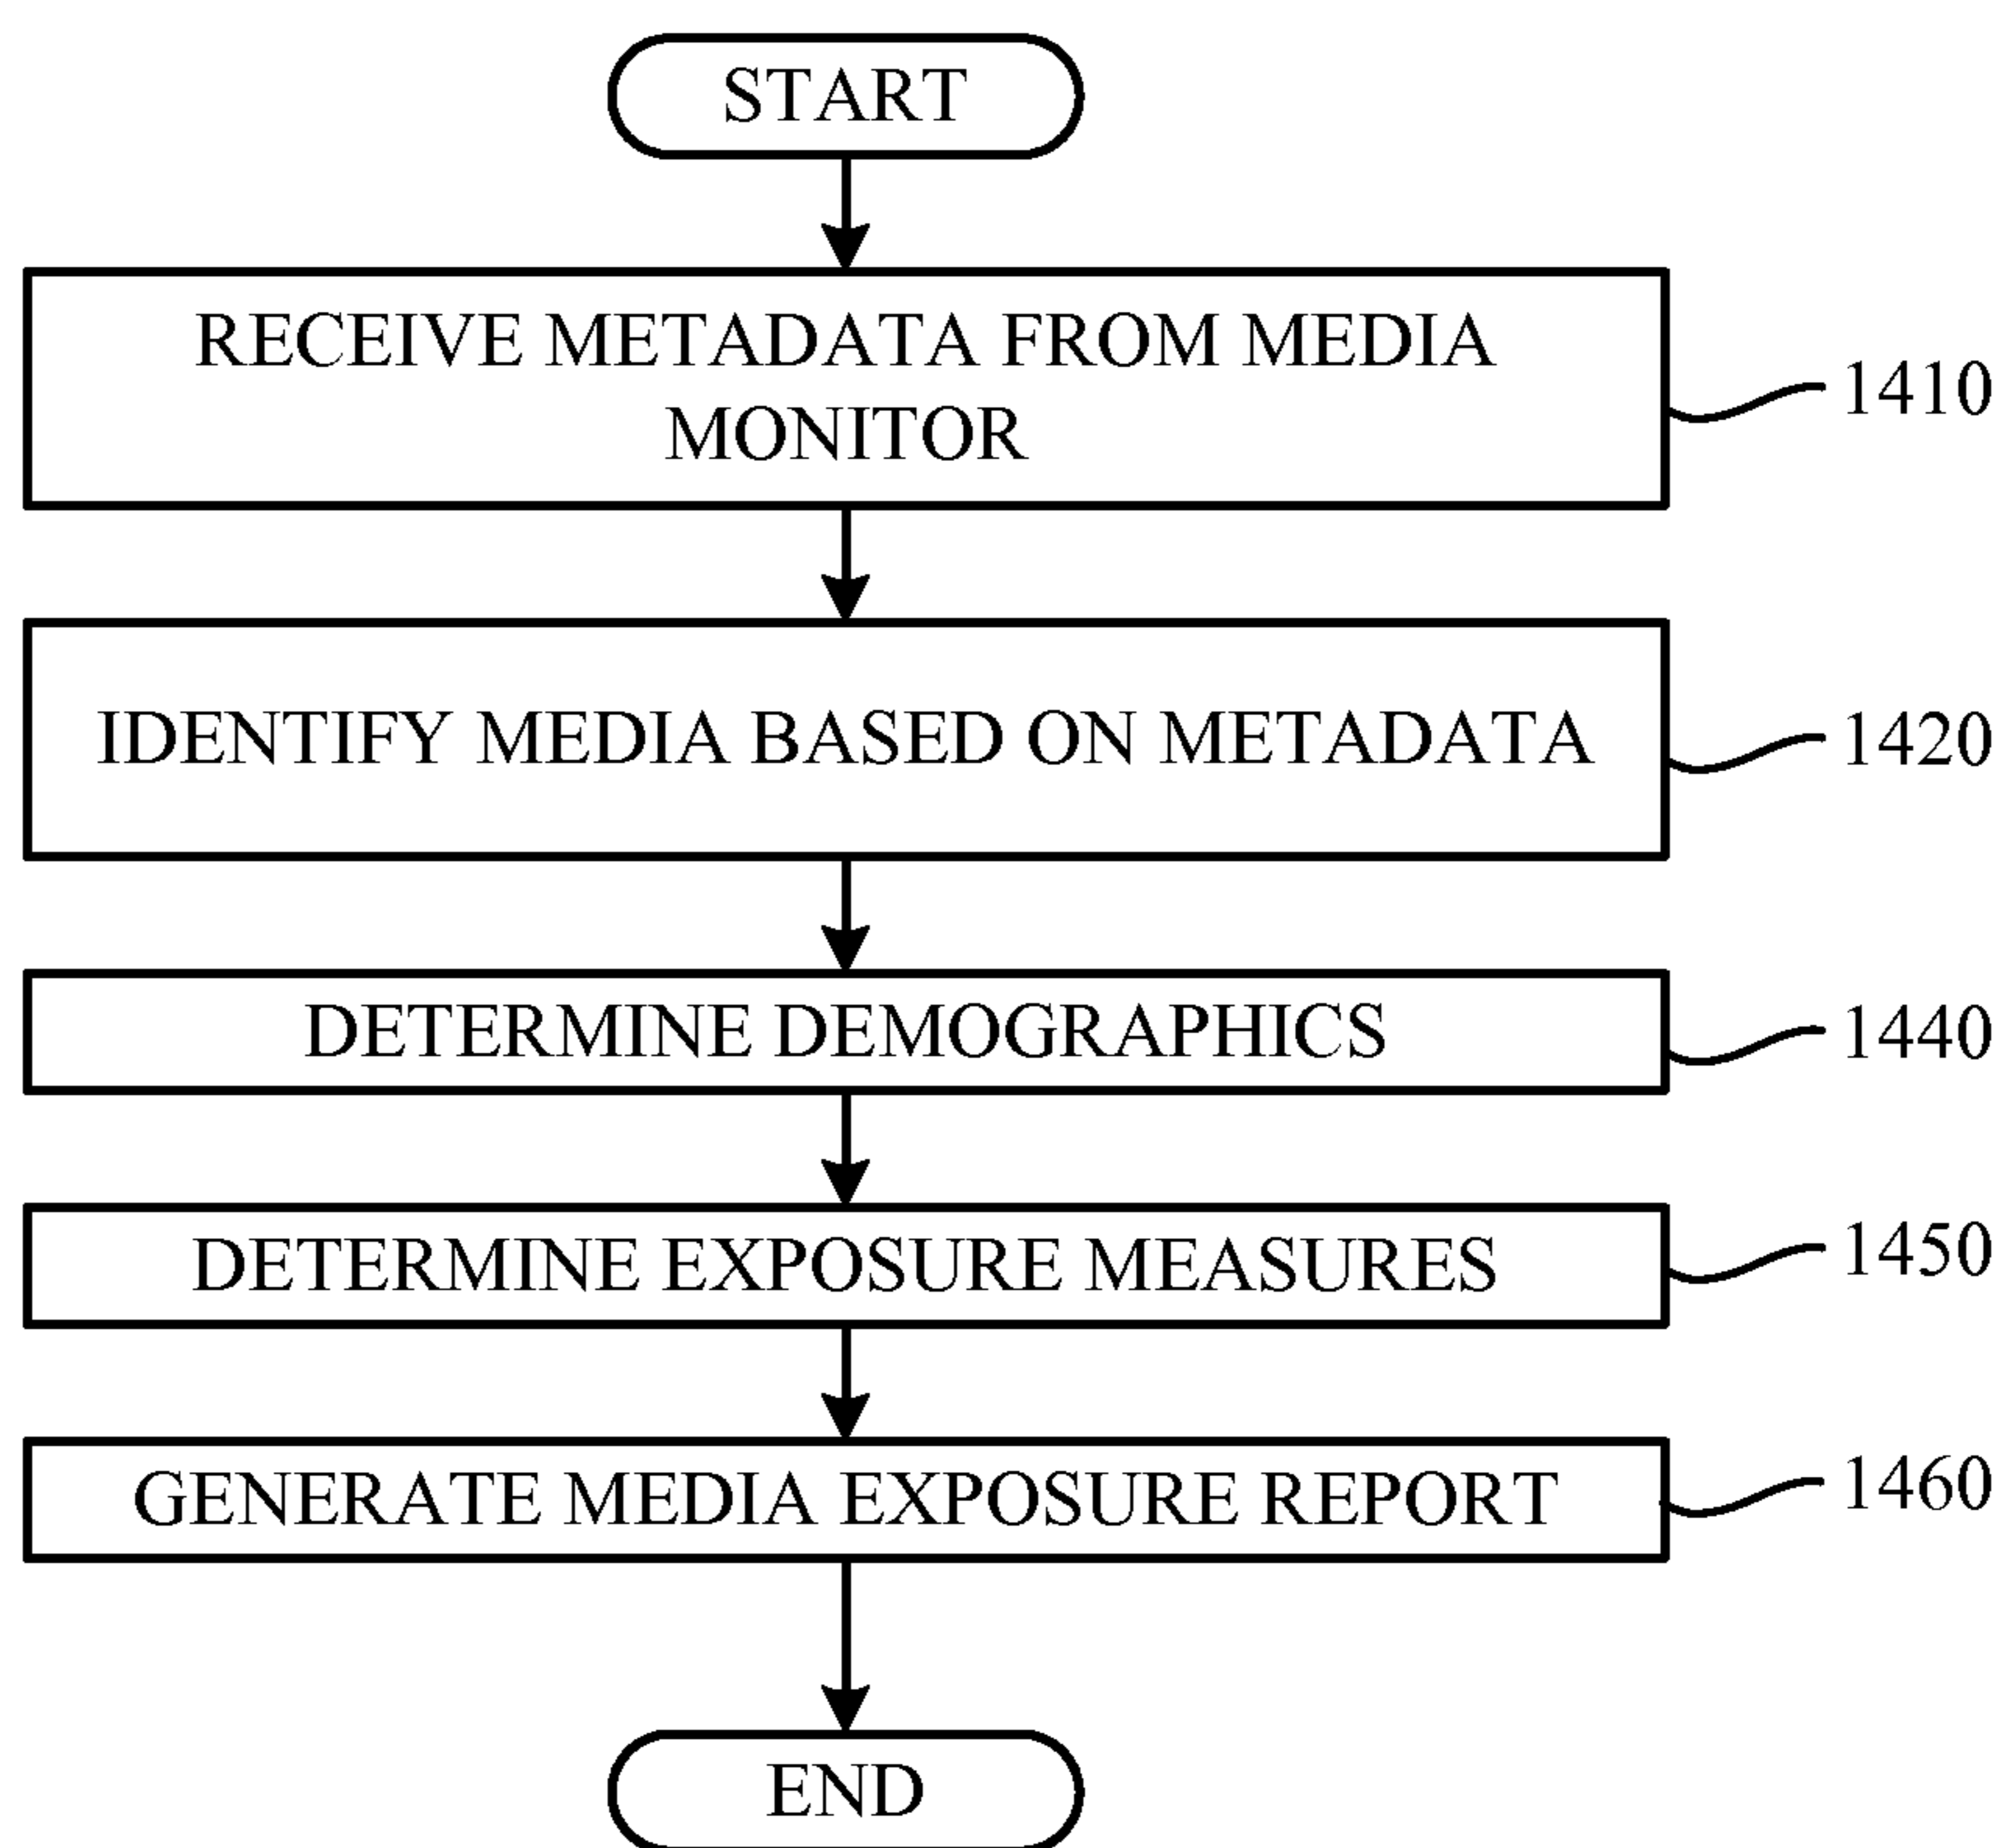 START
RECEIVE METADATA FROM MEDIA
MONITOR
1410
IDENTIFY MEDIA BASED ON METADATA
1420
DETERMINE DEMOGRAPHICS
1440
DETERMINE EXPOSURE MEASURES
1450
GENERATE MEDIA EXPOSURE REPORT
1460
END